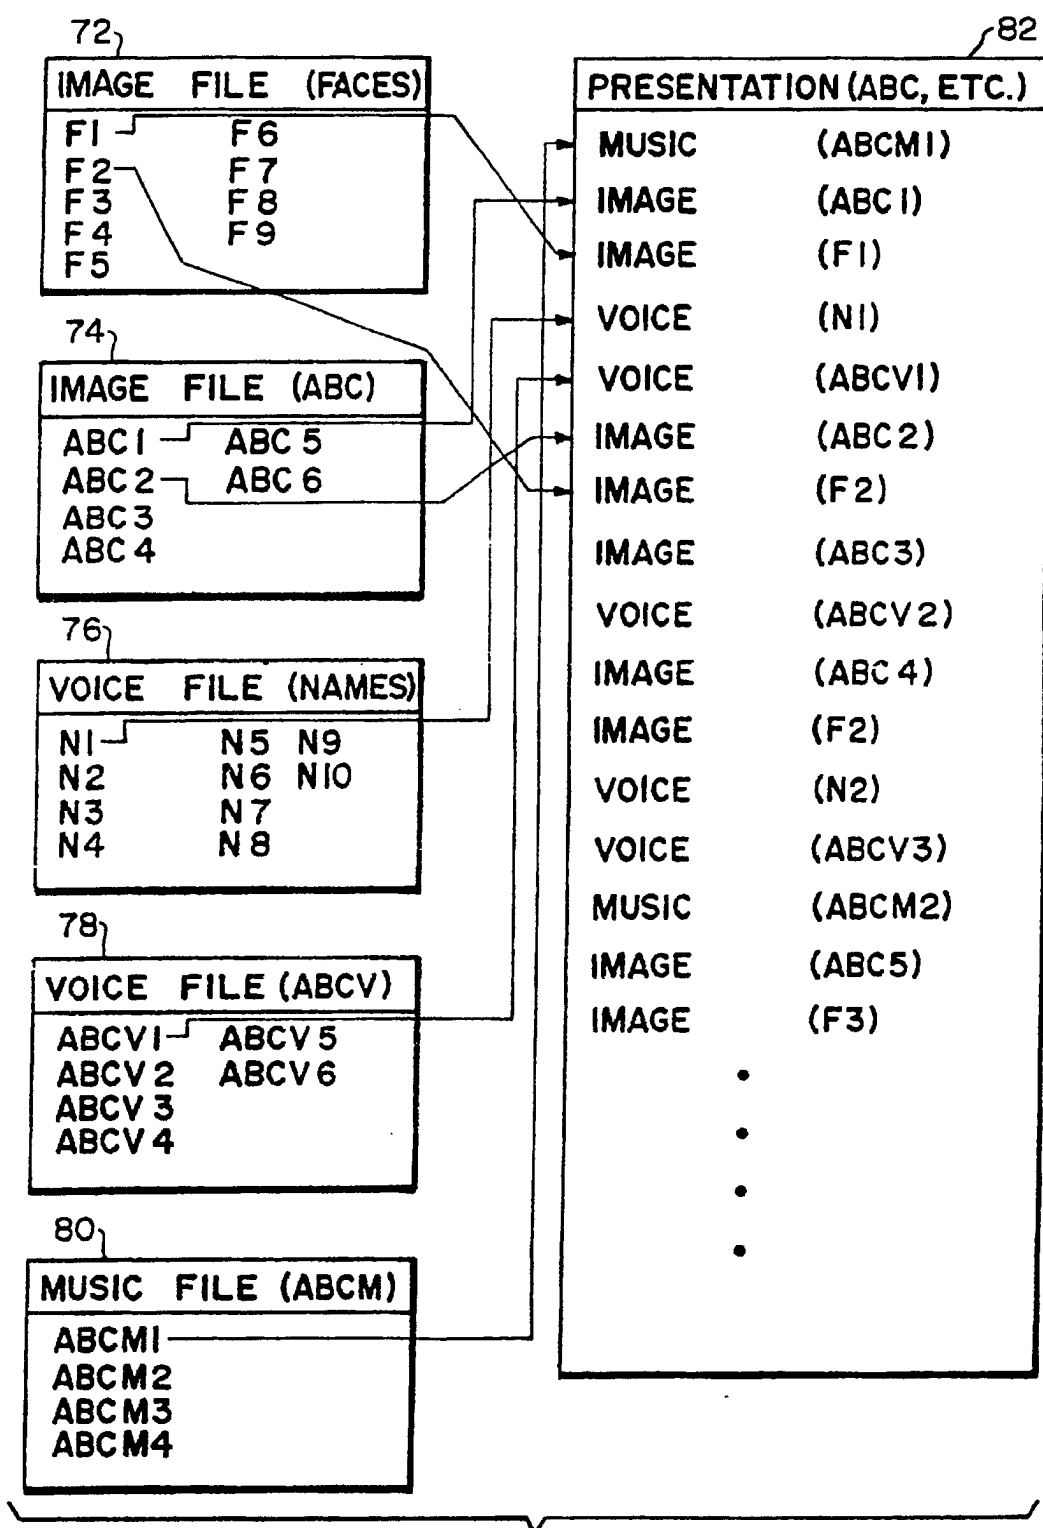 72
IMAGE FILE (FACES)
F1 F6
F2 F7
F3 F8
F4 F9
F5
74
IMAGE FILE (ABC)
ABC1 ABC5
ABC2 ABC6
ABC3
ABC4
76
VOICE FILE (NAMES)
N1 N5 N9
N2 N6 N10
N3 N7
N4 N8
78
VOICE FILE (ABCV)
ABCV1 ABCV5
ABCV2 ABCV6
ABCV3
ABCV4
80
MUSIC FILE (ABCM)
ABCM1
ABCM2
ABCM3
ABCM4
82
PRESENTATION (ABC, ETC.)
MUSIC (ABCM1)
IMAGE (ABC1)
IMAGE (F1)
VOICE (N1)
VOICE (ABCV1)
IMAGE (ABC2)
IMAGE (F2)
IMAGE (ABC3)
VOICE (ABCV2)
IMAGE (ABC4)
IMAGE (F2)
VOICE (N2)
VOICE (ABCV3)
MUSIC (ABCM2)
IMAGE (ABC5)
IMAGE (F3)